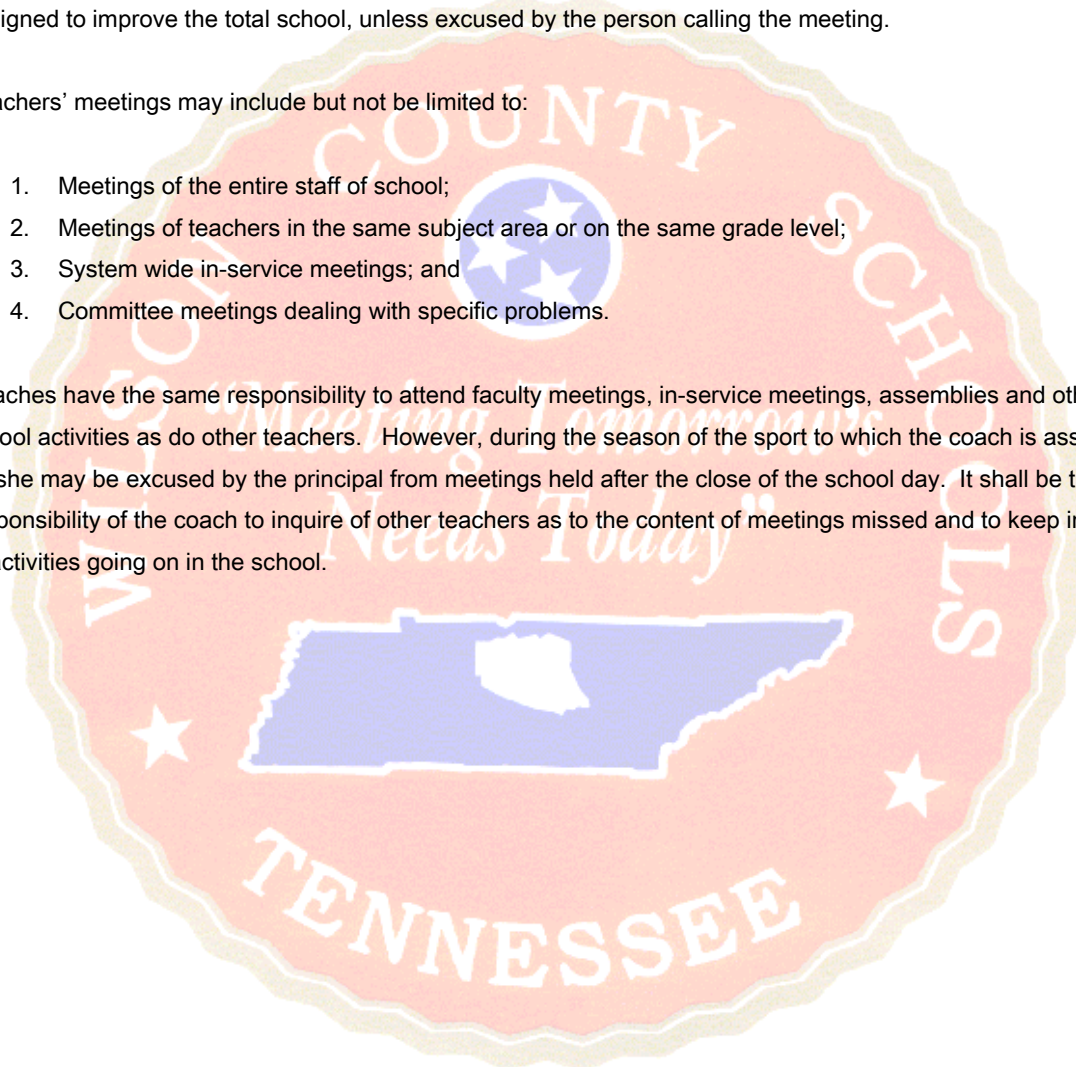 igned to improve the total school, unless excused by the person calling the meeting.
achers' meetings may include but not be limited to:
1. Meetings of the entire staff of school;
2. Meetings of teachers in the same subject area or on the same grade level;
3. System wide in-service meetings; and
4. Committee meetings dealing with specific problems.
aches have the same responsibility to attend faculty meetings, in-service meetings, assemblies and oth
ool activities as do other teachers. However, during the season of the sport to which the coach is ass
she may be excused by the principal from meetings held after the close of the school day. It shall be t
ponsibility of the coach to inquire of other teachers as to the content of meetings missed and to keep in
activities going on in the school.
WILSON COUNTY SCHOOLS
"Meeting Tomorrow's
Needs Today"
TENNESSEE